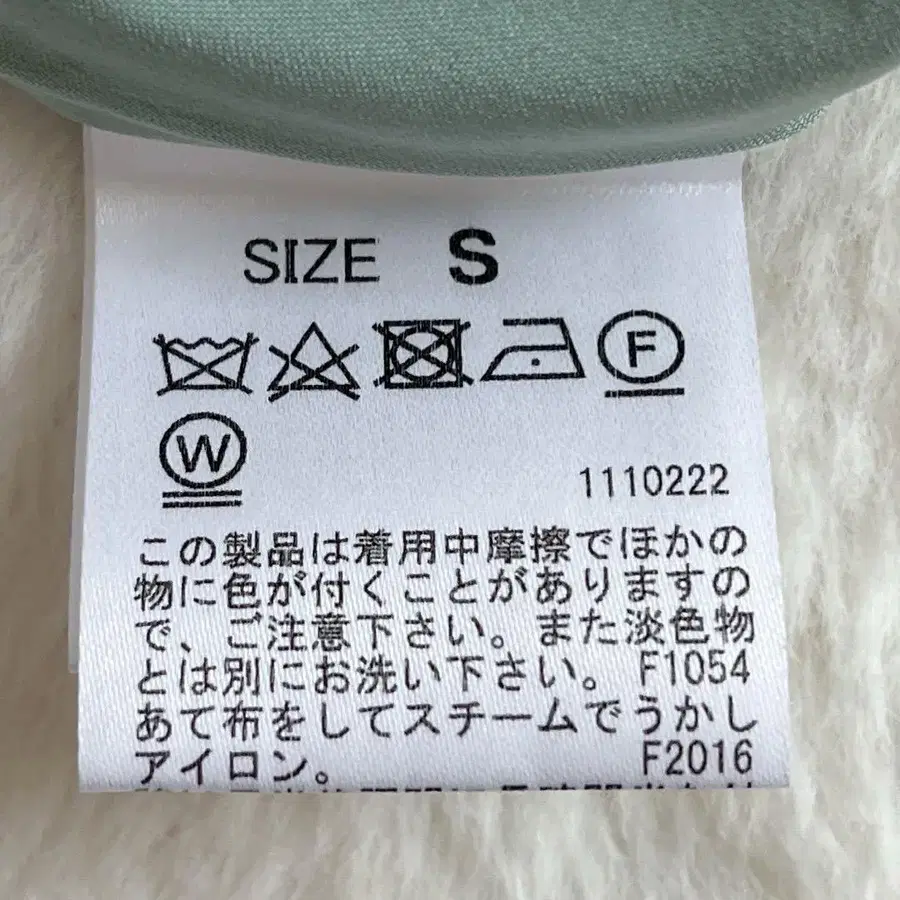 SIZE S
F
W
1110222
この製品は着用中摩擦でほかの
物に色が付くことがありますの
で、ご注意下さい。また淡色物
とは別にお洗い下さい。 F1054
あて布をしてスチームでうかし
アイロン。 F2016